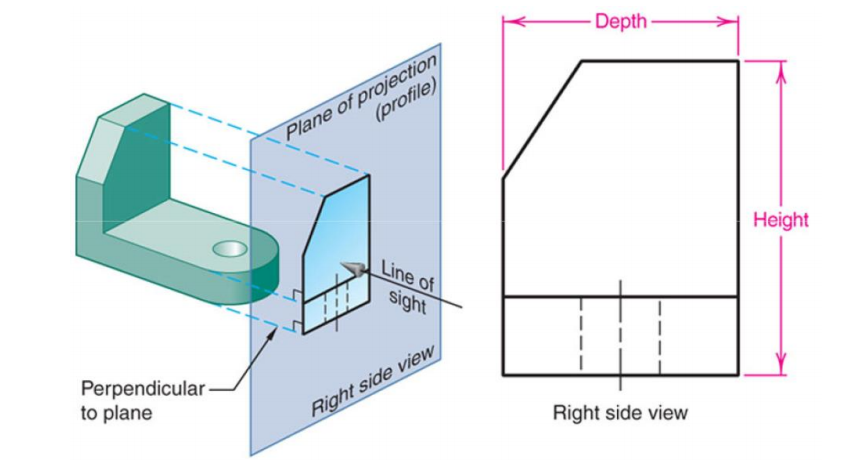 Plane of projection
(profile)
Line of
sight
Perpendicular
to plane
Right side view
Depth
Height
Right side view